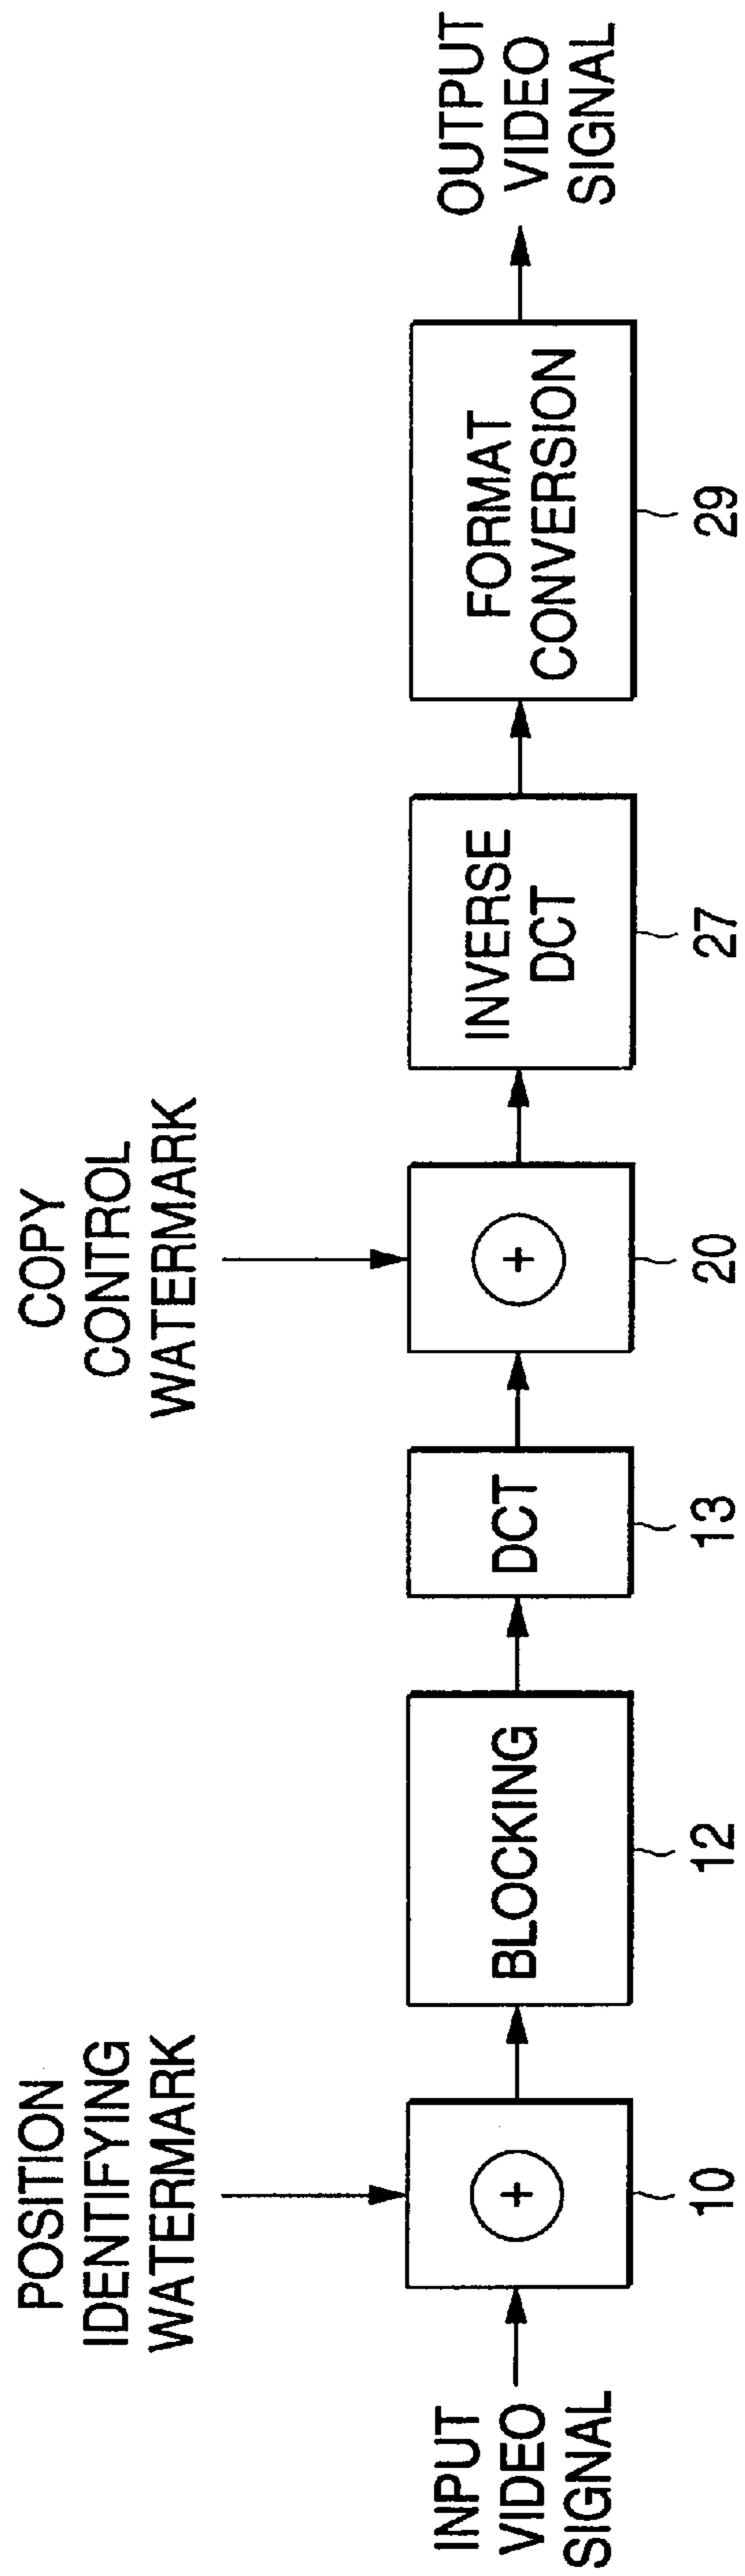 POSITION
IDENTIFYING
WATERMARK
COPY
CONTROL
WATERMARK
INPUT
VIDEO
SIGNAL
+
BLOCKING
DCT
+
INVERSE
DCT
FORMAT
CONVERSION
OUTPUT
VIDEO
SIGNAL
10
12
13
20
27
29